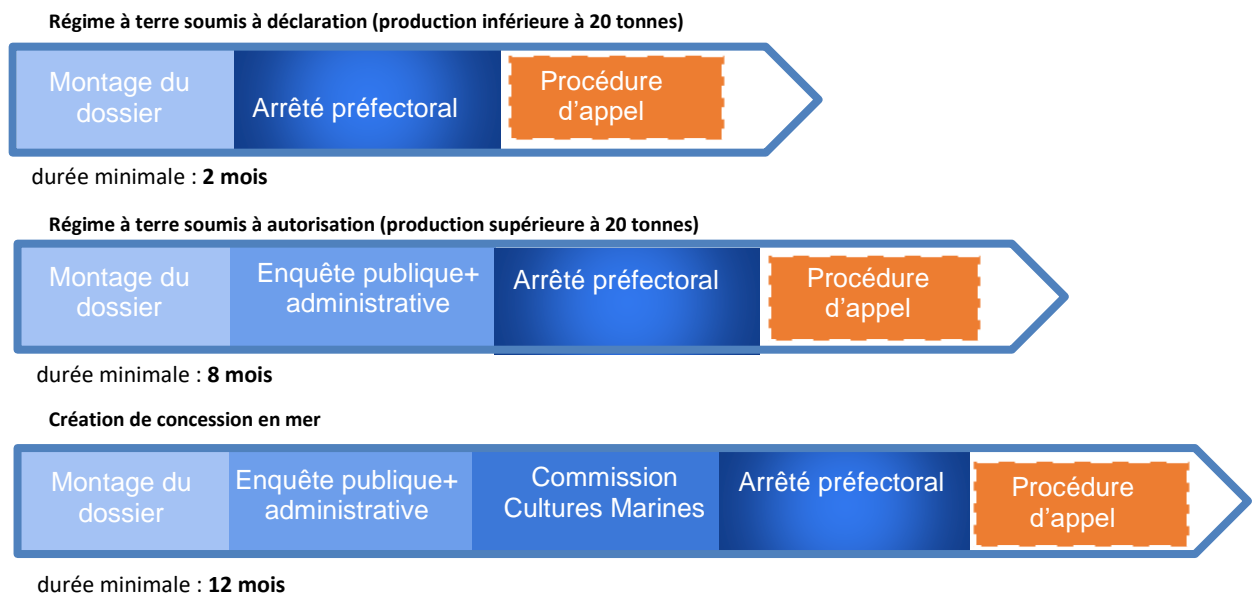 Régime à terre soumis à déclaration (production inférieure à 20 tonnes)
Montage du
dossier
Arrêté préfectoral
Procédure
d'appel
durée minimale : 2 mois
Régime à terre soumis à autorisation (production supérieure à 20 tonnes)
Montage du
dossier
Enquête publique+
administrative
Arrêté préfectoral
Procédure
d'appel
durée minimale : 8 mois
Création de concession en mer
Montage du
dossier
Enquête publique+
administrative
Commission
Cultures Marines
Arrêté préfectoral
Procédure
d'appel
durée minimale : 12 mois